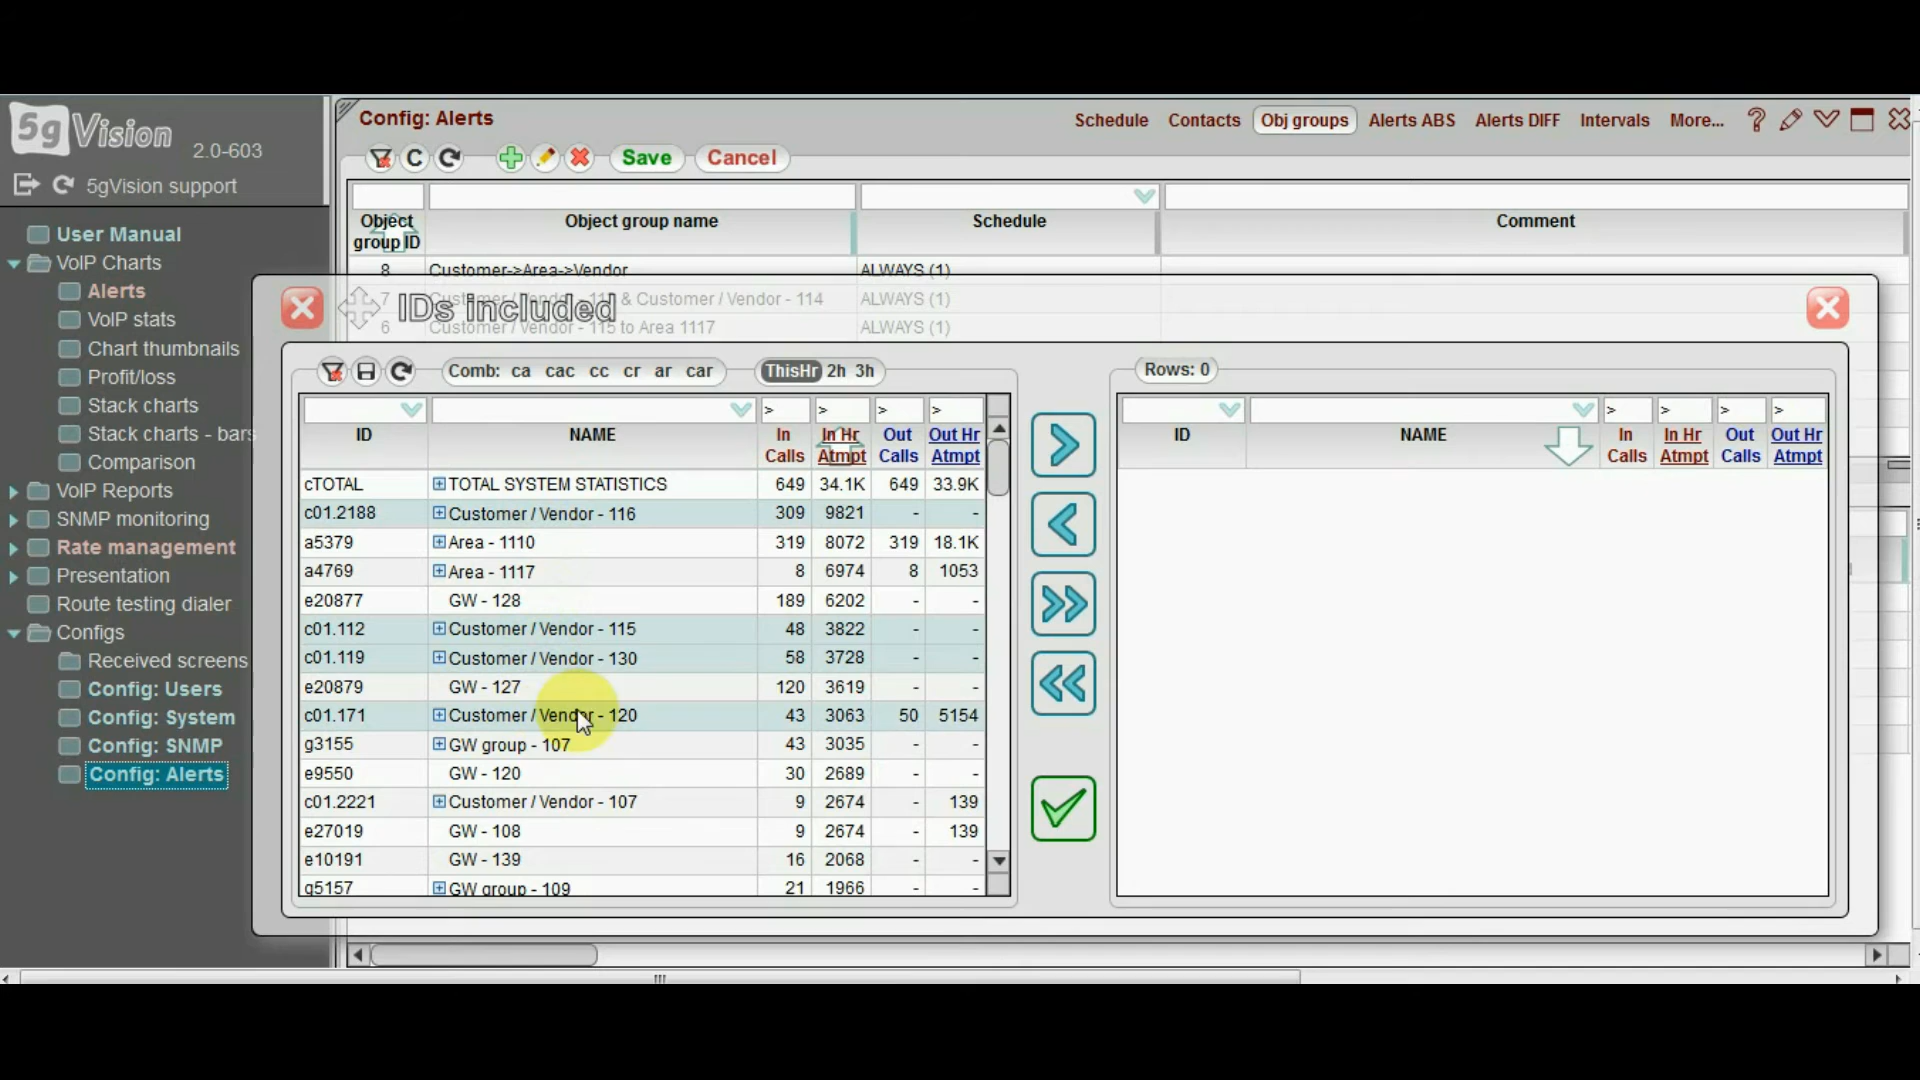 5gVision 2.0-603
5gVision support
User Manual
VoIP Charts
Alerts
VoIP stats
Chart thumbnails
Profit/loss
Stack charts
Stack charts - bars
Comparison
VoIP Reports
SNMP monitoring
Rate management
Presentation
Route testing dialer
Configs
Received screens
Config: Users
Config: System
Config: SNMP
Config: Alerts
Config: Alerts
Schedule Contacts Obj groups Alerts ABS Alerts DIFF Intervals More...
Save Cancel
Object group ID Object group name Schedule Comment
8 Customer->Area->Vendor ALWAYS (1)
7 Customer / Vendor - 115 & Customer / Vendor - 114 ALWAYS (1)
6 Customer / Vendor - 115 to Area 1117 ALWAYS (1)
IDs included
Comb: ca cac cc cr ar car ThisHr 2h 3h
> > > >
ID NAME In Calls In Hr Atmpt Out Calls Out Hr Atmpt
cTOTAL TOTAL SYSTEM STATISTICS 649 34.1K 649 33.9K
c01.2188 Customer / Vendor - 116 309 9821 - -
a5379 Area - 1110 319 8072 319 18.1K
a4769 Area - 1117 8 6974 8 1053
e20877 GW - 128 189 6202 - -
c01.112 Customer / Vendor - 115 48 3822 - -
c01.119 Customer / Vendor - 130 58 3728 - -
e20879 GW - 127 120 3619 - -
c01.171 Customer / Vendor - 120 43 3063 50 5154
g3155 GW group - 107 43 3035 - -
e9550 GW - 120 30 2689 - -
c01.2221 Customer / Vendor - 107 9 2674 - 139
e27019 GW - 108 9 2674 - 139
e10191 GW - 139 16 2068 - -
g5157 GW group - 109 21 1966 - -
Rows: 0
> > > >
ID NAME In Calls In Hr Atmpt Out Calls Out Hr Atmpt